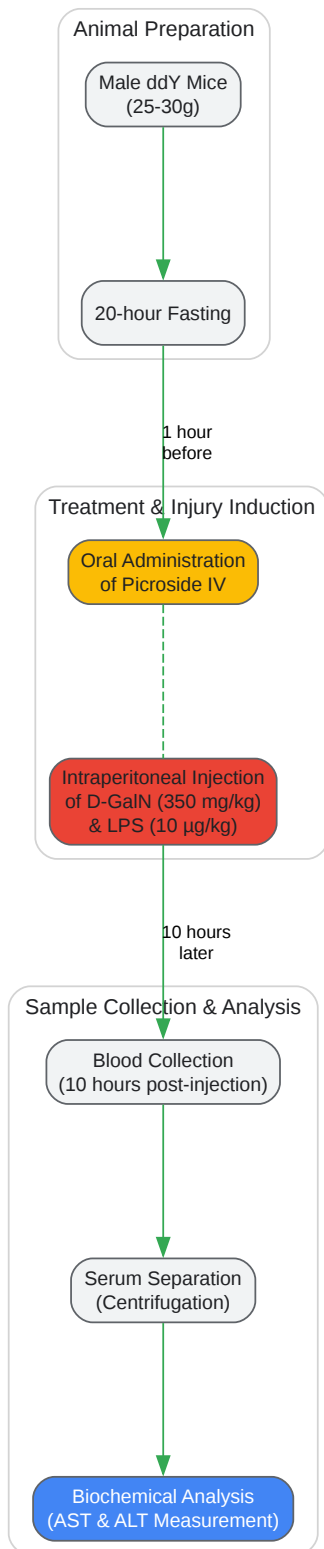 Animal Preparation
Male ddY Mice
(25-30g)
20-hour Fasting
1 hour
before
Treatment & Injury Induction
Oral Administration
of Picroside IV
Intraperitoneal Injection
of D-GalN (350 mg/kg)
& LPS (10 µg/kg)
10 hours
later
Sample Collection & Analysis
Blood Collection
(10 hours post-injection)
Serum Separation
(Centrifugation)
Biochemical Analysis
(AST & ALT Measurement)